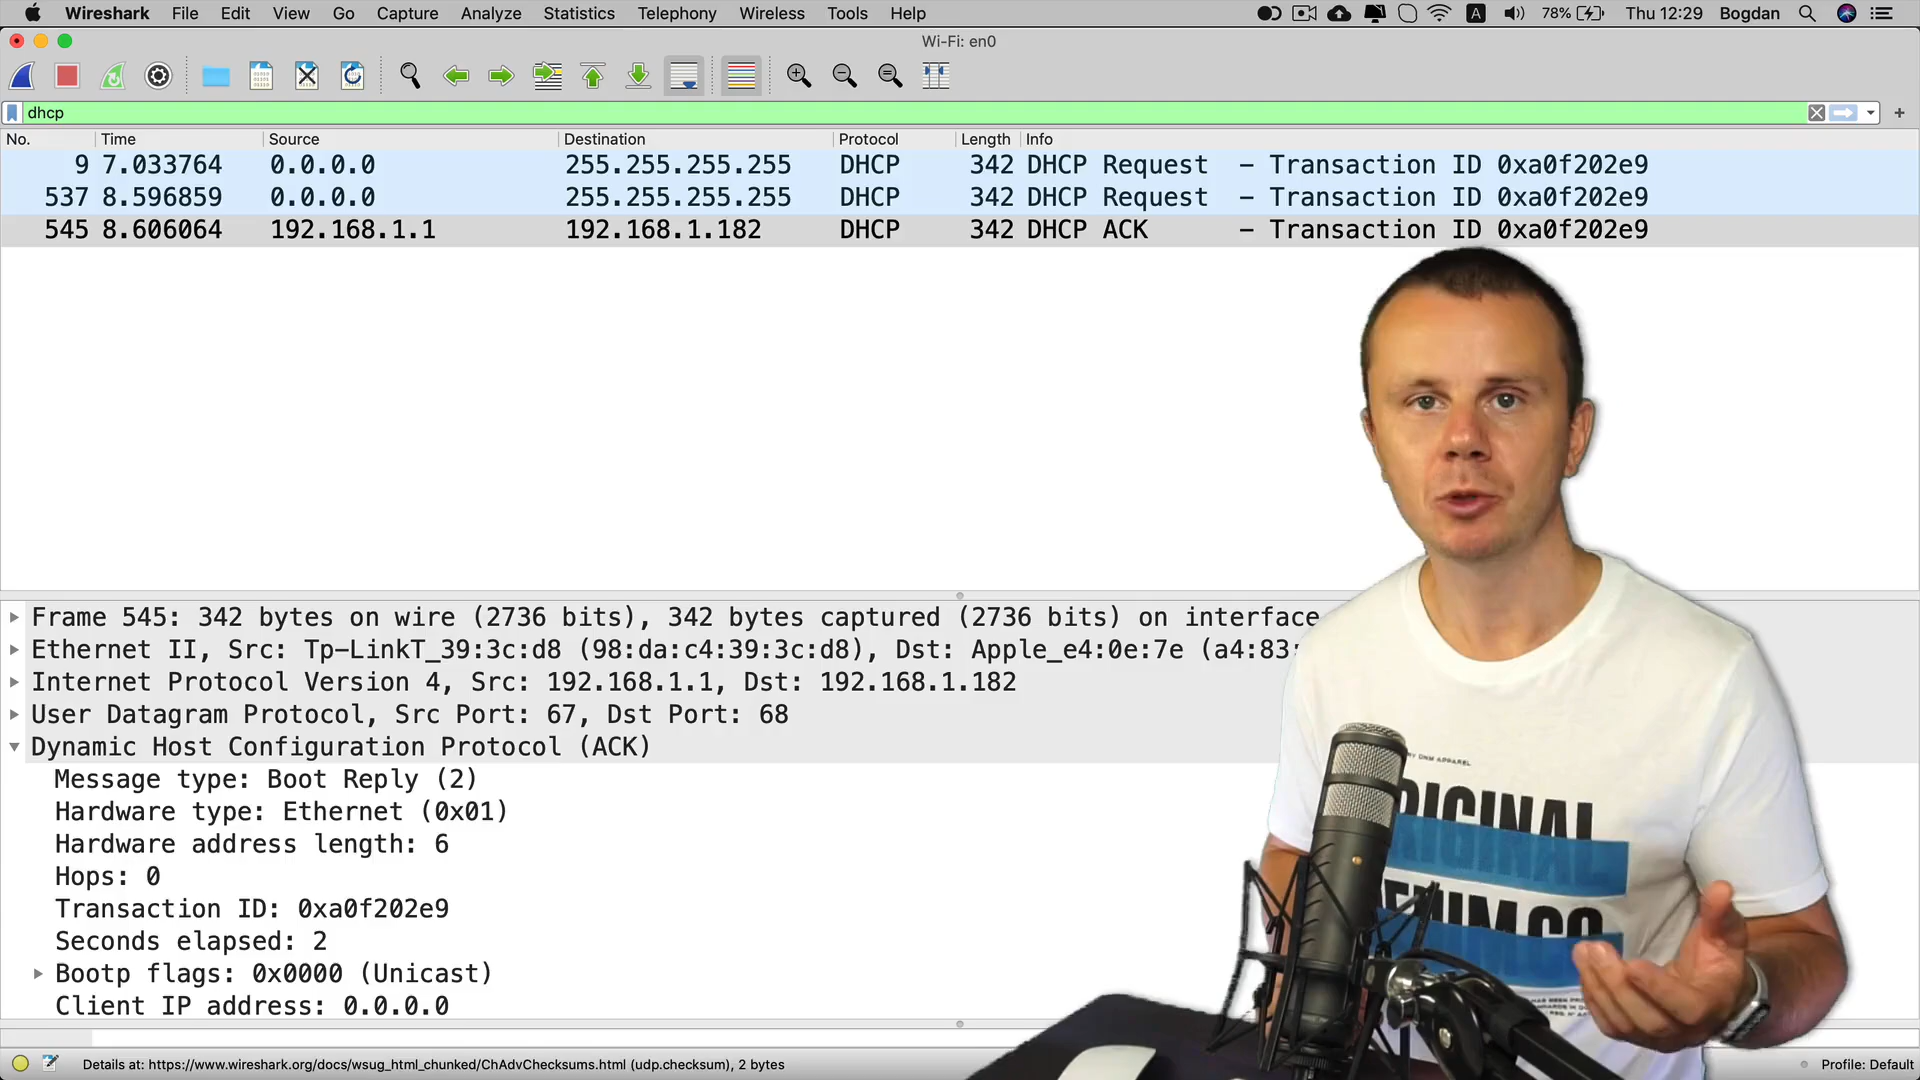 Wireshark File Edit View Go Capture Analyze Statistics Telephony Wireless Tools Help A 78% Thu 12:29 Bogdan
Wi-Fi: en0
dhcp
No. Time Source Destination Protocol Length Info
9 7.033764 0.0.0.0 255.255.255.255 DHCP 342 DHCP Request – Transaction ID 0xa0f202e9
537 8.596859 0.0.0.0 255.255.255.255 DHCP 342 DHCP Request – Transaction ID 0xa0f202e9
545 8.606064 192.168.1.1 192.168.1.182 DHCP 342 DHCP ACK – Transaction ID 0xa0f202e9
Frame 545: 342 bytes on wire (2736 bits), 342 bytes captured (2736 bits) on interface
Ethernet II, Src: Tp-LinkT_39:3c:d8 (98:da:c4:39:3c:d8), Dst: Apple_e4:0e:7e (a4:83:
Internet Protocol Version 4, Src: 192.168.1.1, Dst: 192.168.1.182
User Datagram Protocol, Src Port: 67, Dst Port: 68
Dynamic Host Configuration Protocol (ACK)
Message type: Boot Reply (2)
Hardware type: Ethernet (0x01)
Hardware address length: 6
Hops: 0
Transaction ID: 0xa0f202e9
Seconds elapsed: 2
Bootp flags: 0x0000 (Unicast)
Client IP address: 0.0.0.0
BY DNM APPAREL
ORIGINAL
DENIM CO
Details at: https://www.wireshark.org/docs/wsug_html_chunked/ChAdvChecksums.html (udp.checksum), 2 bytes
Profile: Default